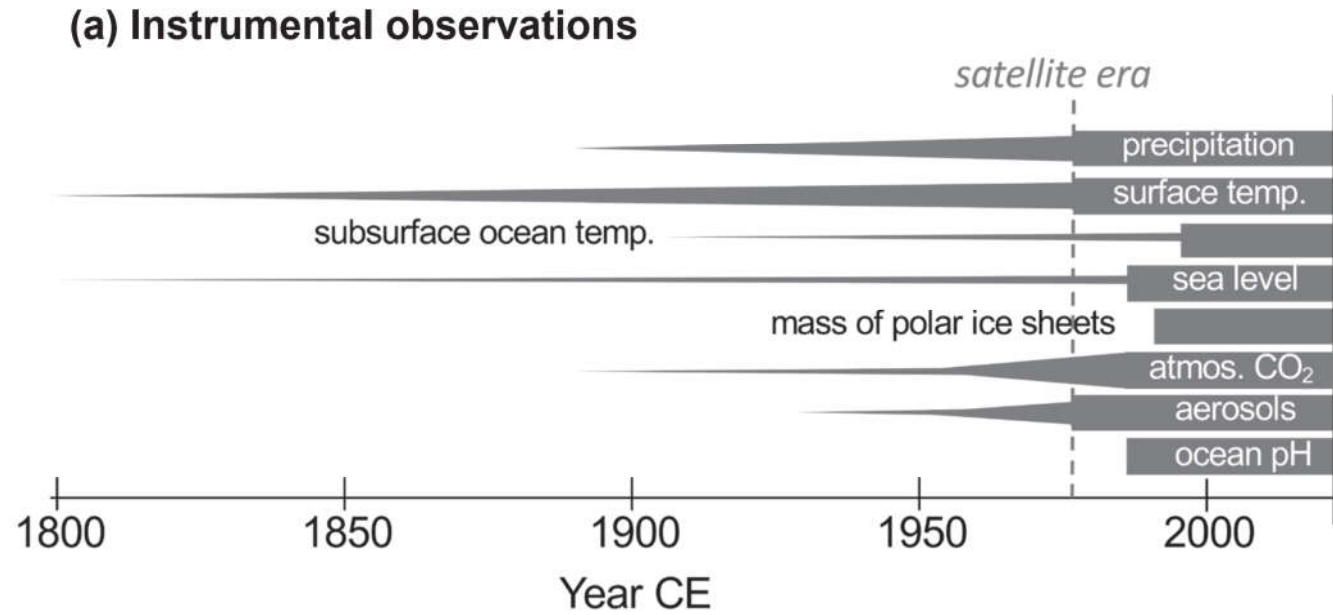 (a) Instrumental observations
satellite era
precipitation
surface temp.
subsurface ocean temp.
sea level
mass of polar ice sheets
atmos. CO₂
aerosols
ocean pH
1800 1850 1900 1950 2000
Year CE